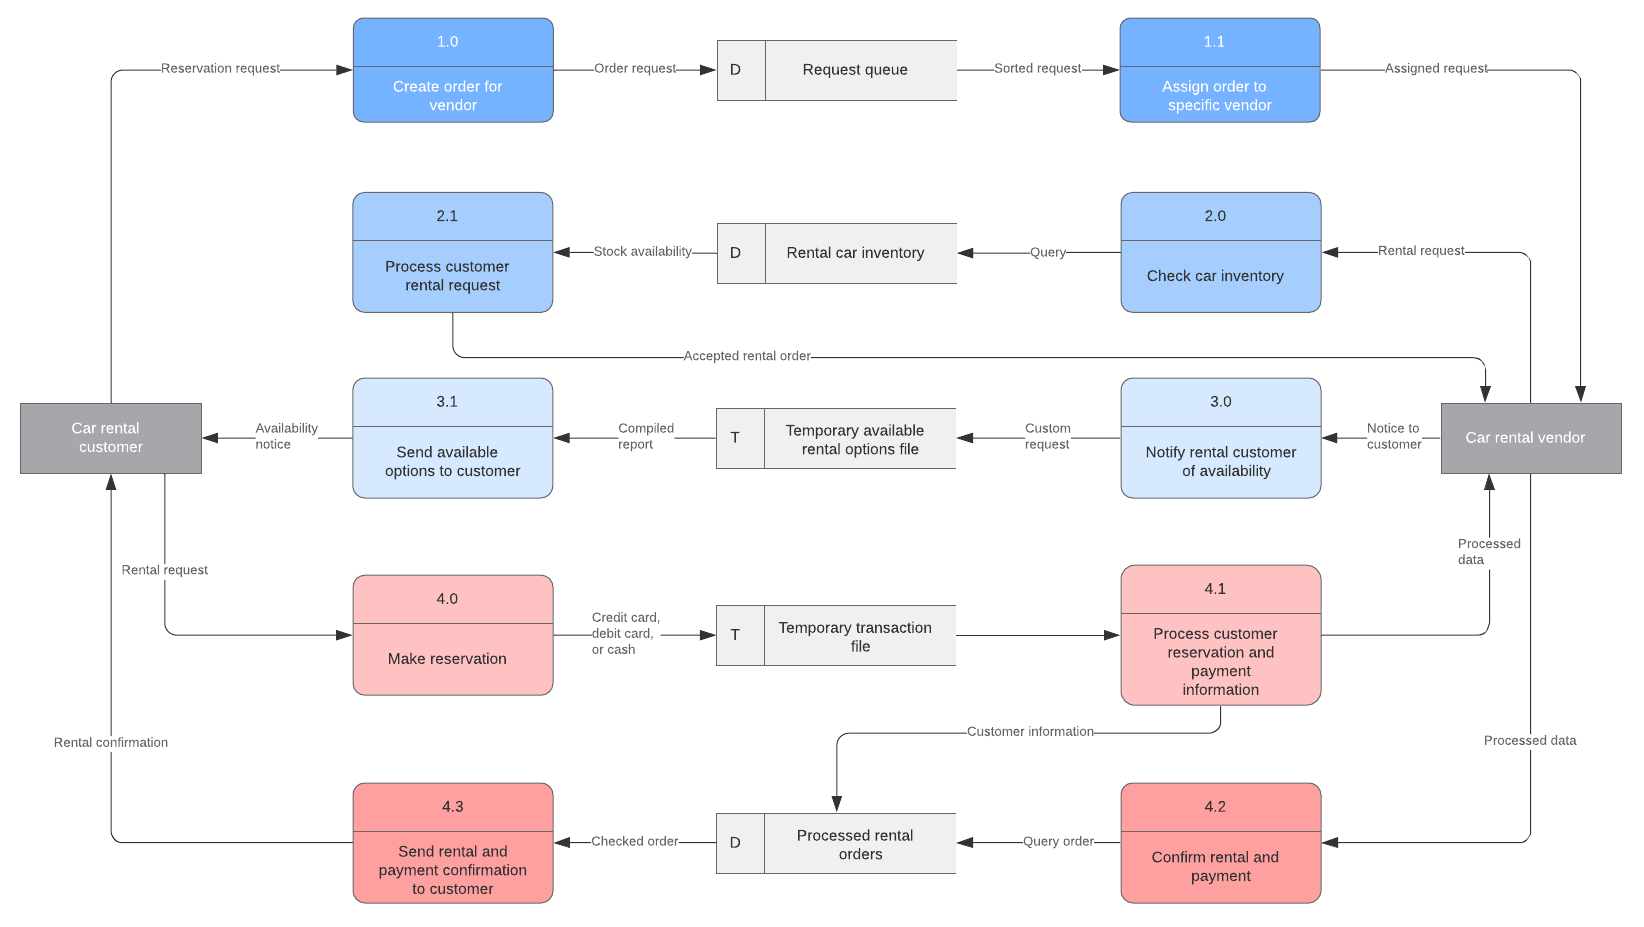 1.0
Create order for
vendor
Reservation request
Order request
D
Request queue
Sorted request
1.1
Assign order to
specific vendor
Assigned request
2.1
Process customer
rental request
Stock availability
D
Rental car inventory
Query
2.0
Check car inventory
Rental request
Accepted rental order
Car rental
customer
Availability
notice
3.1
Send available
options to customer
Compiled
report
T
Temporary available
rental options file
Custom
request
3.0
Notify rental customer
of availability
Notice to
customer
Car rental vendor
Rental request
4.0
Make reservation
Credit card,
debit card,
or cash
T
Temporary transaction
file
4.1
Process customer
reservation and
payment
information
Processed
data
Customer information
Rental confirmation
Processed data
4.3
Send rental and
payment confirmation
to customer
Checked order
D
Processed rental
orders
Query order
4.2
Confirm rental and
payment